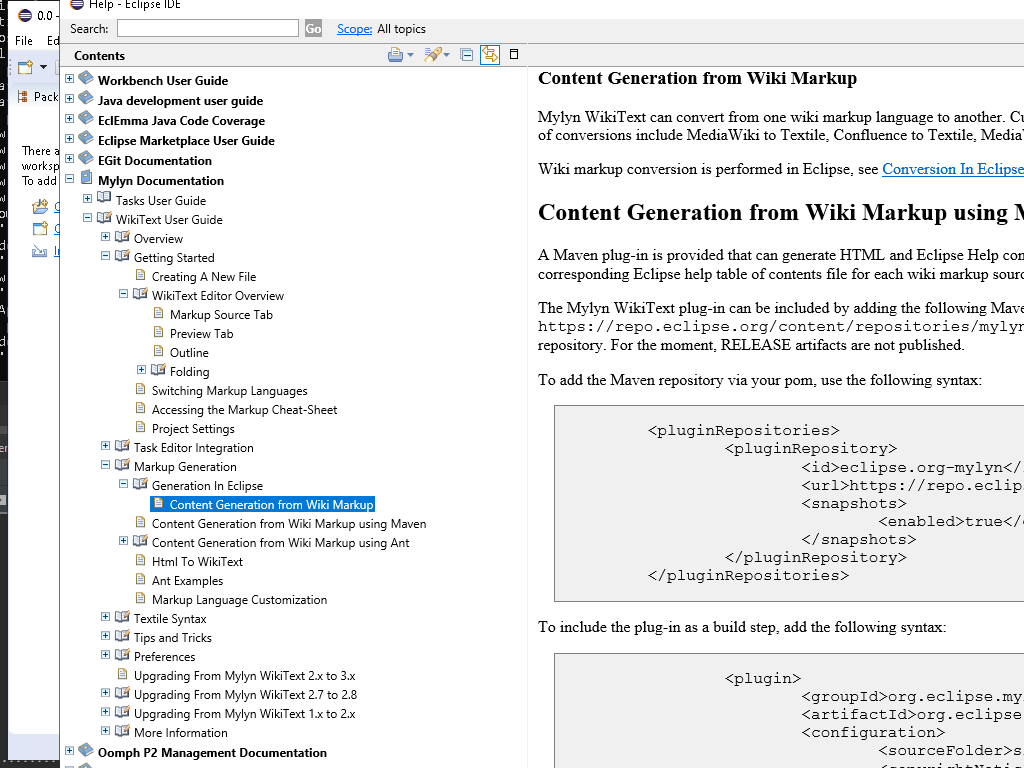 Help - Eclipse IDE
0.0 -
File Ed
Search: Go Scope: All topics
Contents
Pack
There a
worksp
To add
Workbench User Guide
Java development user guide
EclEmma Java Code Coverage
Eclipse Marketplace User Guide
EGit Documentation
Mylyn Documentation
Tasks User Guide
WikiText User Guide
Overview
Getting Started
Creating A New File
WikiText Editor Overview
Markup Source Tab
Preview Tab
Outline
Folding
Switching Markup Languages
Accessing the Markup Cheat-Sheet
Project Settings
Task Editor Integration
Markup Generation
Generation In Eclipse
Content Generation from Wiki Markup
Content Generation from Wiki Markup using Maven
Content Generation from Wiki Markup using Ant
Html To WikiText
Ant Examples
Markup Language Customization
Textile Syntax
Tips and Tricks
Preferences
Upgrading From Mylyn WikiText 2.x to 3.x
Upgrading From Mylyn WikiText 2.7 to 2.8
Upgrading From Mylyn WikiText 1.x to 2.x
More Information
Oomph P2 Management Documentation
Content Generation from Wiki Markup
Mylyn WikiText can convert from one wiki markup language to another. Cu
of conversions include MediaWiki to Textile, Confluence to Textile, MediaW
Wiki markup conversion is performed in Eclipse, see Conversion In Eclipse
Content Generation from Wiki Markup using M
A Maven plug-in is provided that can generate HTML and Eclipse Help con
corresponding Eclipse help table of contents file for each wiki markup sourc
The Mylyn WikiText plug-in can be included by adding the following Mave
https://repo.eclipse.org/content/repositories/mylyn
repository. For the moment, RELEASE artifacts are not published.
To add the Maven repository via your pom, use the following syntax:
<pluginRepositories>
<pluginRepository>
<id>eclipse.org-mylyn</i
<url>https://repo.eclips
<snapshots>
<enabled>true</e
</snapshots>
</pluginRepository>
</pluginRepositories>
To include the plug-in as a build step, add the following syntax:
<plugin>
<groupId>org.eclipse.my
<artifactId>org.eclipse
<configuration>
<sourceFolder>s